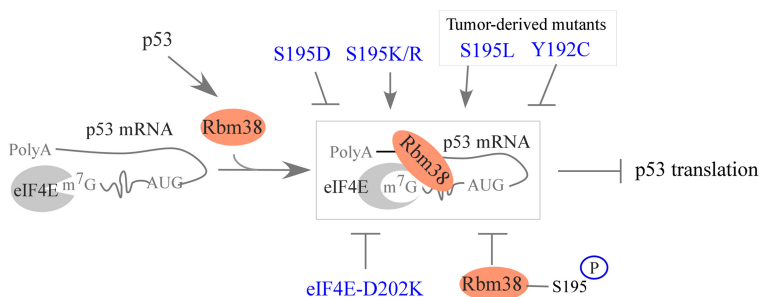 Tumor-derived mutants
p53
S195D S195K/R S195L Y192C
Rbm38
p53 mRNA
PolyA
eIF4E
m7G
AUG
p53 mRNA
PolyA
Rbm38
eIF4E
m7G
AUG
p53 translation
eIF4E-D202K
Rbm38
S195
P